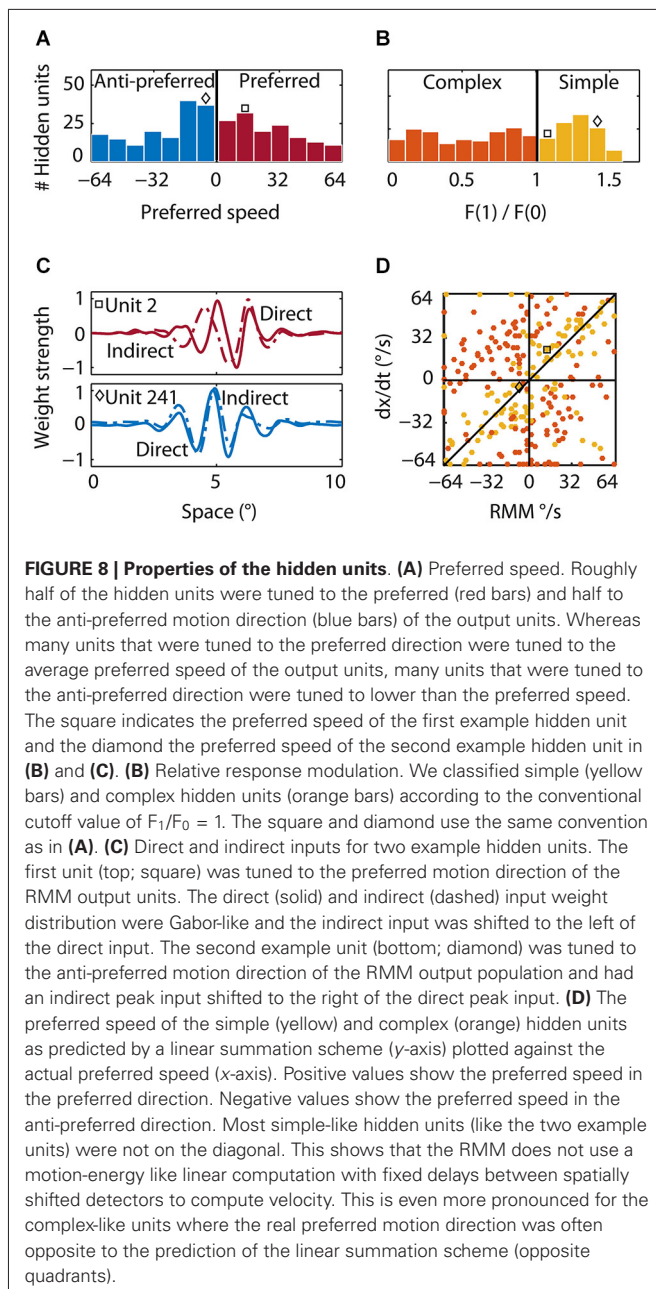 A
B
50
25
0
# Hidden units
Anti-preferred
Preferred
−64 −32 0 32 64
Preferred speed
Complex
Simple
0 0.5 1 1.5
F(1) / F(0)
C
D
1
0
−1
Unit 2
Direct
Indirect
Weight strength
1
0
−1
Unit 241
Indirect
Direct
0 5 10
Space (°)
64
32
0
−32
−64
dx/dt (°/s)
−64 −32 0 32 64
RMM °/s
FIGURE 8 | Properties of the hidden units. (A) Preferred speed. Roughly
half of the hidden units were tuned to the preferred (red bars) and half to
the anti-preferred motion direction (blue bars) of the output units. Whereas
many units that were tuned to the preferred direction were tuned to the
average preferred speed of the output units, many units that were tuned to
the anti-preferred direction were tuned to lower than the preferred speed.
The square indicates the preferred speed of the first example hidden unit
and the diamond the preferred speed of the second example hidden unit in
(B) and (C). (B) Relative response modulation. We classified simple (yellow
bars) and complex hidden units (orange bars) according to the conventional
cutoff value of F₁/F₀ = 1. The square and diamond use the same convention
as in (A). (C) Direct and indirect inputs for two example hidden units. The
first unit (top; square) was tuned to the preferred motion direction of the
RMM output units. The direct (solid) and indirect (dashed) input weight
distribution were Gabor-like and the indirect input was shifted to the left of
the direct input. The second example unit (bottom; diamond) was tuned to
the anti-preferred motion direction of the RMM output population and had
an indirect peak input shifted to the right of the direct peak input. (D) The
preferred speed of the simple (yellow) and complex (orange) hidden units
as predicted by a linear summation scheme (y-axis) plotted against the
actual preferred speed (x-axis). Positive values show the preferred speed in
the preferred direction. Negative values show the preferred speed in the
anti-preferred direction. Most simple-like hidden units (like the two example
units) were not on the diagonal. This shows that the RMM does not use a
motion-energy like linear computation with fixed delays between spatially
shifted detectors to compute velocity. This is even more pronounced for the
complex-like units where the real preferred motion direction was often
opposite to the prediction of the linear summation scheme (opposite
quadrants).